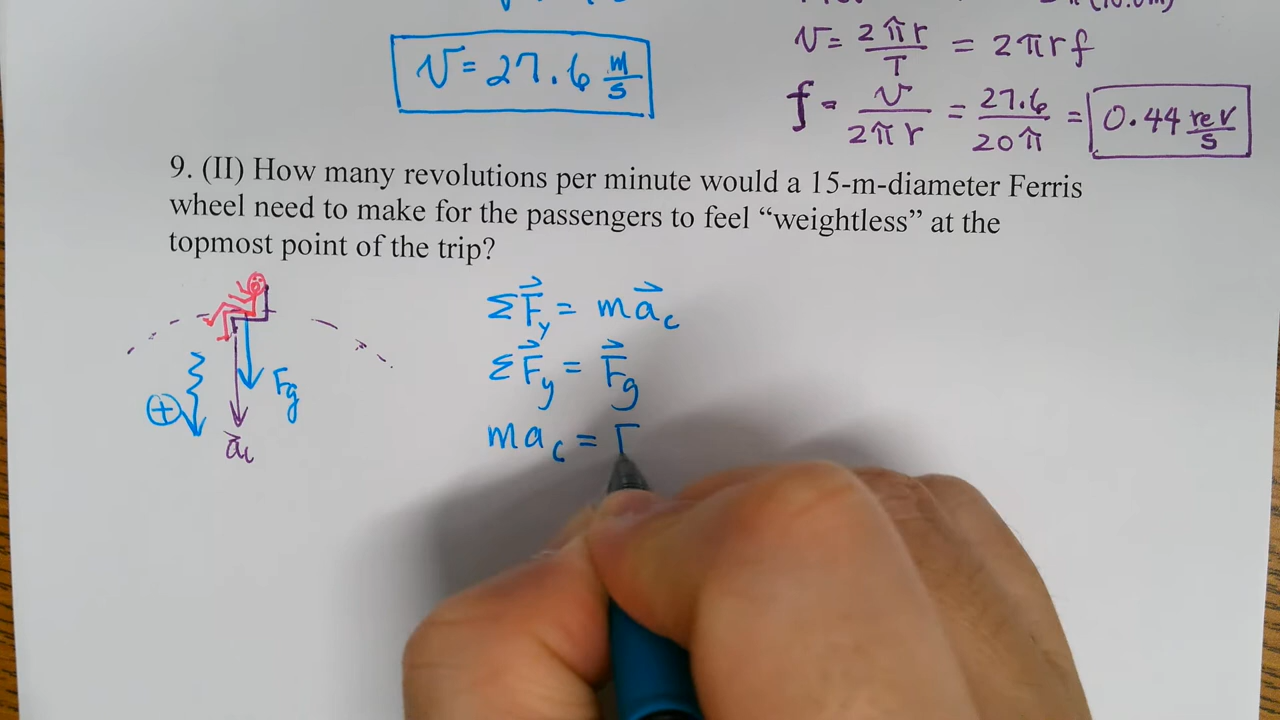 V = 27.6 m/s
V = 2πr/T = 2πrf
f = V/2πr = 27.6/20π = 0.44 rev/s
9. (II) How many revolutions per minute would a 15-m-diameter Ferris
wheel need to make for the passengers to feel “weightless” at the
topmost point of the trip?
ΣF⃗y = ma⃗c
ΣF⃗y = F⃗g
mac =
+
Fg
a⃗c